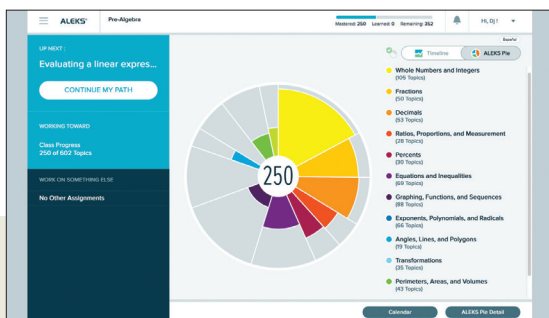 ALEKS®
Pre-Algebra
Mastered: 250 Learned: 0 Remaining: 352
Hi, Dj !
Español
UP NEXT :
Evaluating a linear expres...
CONTINUE MY PATH
WORKING TOWARD
Class Progress
250 of 602 Topics
WORK ON SOMETHING ELSE
No Other Assignments
250
Timeline
ALEKS Pie
Whole Numbers and Integers
(105 Topics)
Fractions
(50 Topics)
Decimals
(53 Topics)
Ratios, Proportions, and Measurement
(28 Topics)
Percents
(30 Topics)
Equations and Inequalities
(69 Topics)
Graphing, Functions, and Sequences
(88 Topics)
Exponents, Polynomials, and Radicals
(66 Topics)
Angles, Lines, and Polygons
(19 Topics)
Transformations
(35 Topics)
Perimeters, Areas, and Volumes
(43 Topics)
Calendar
ALEKS Pie Detail